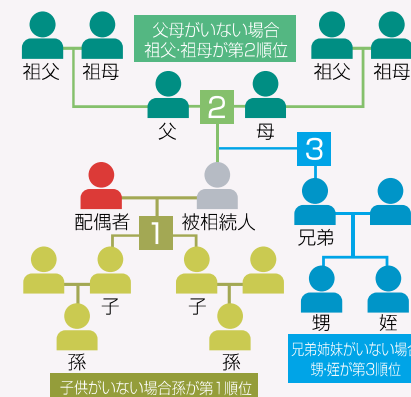 父母がいない場合
祖父･祖母が第2順位
祖父
祖母
祖父
祖母
父
2
母
3
配偶者
被相続人
1
兄弟
子
子
孫
孫
甥
姪
兄弟姉妹がいない場合
甥･姪が第3順位
子供がいない場合孫が第1順位